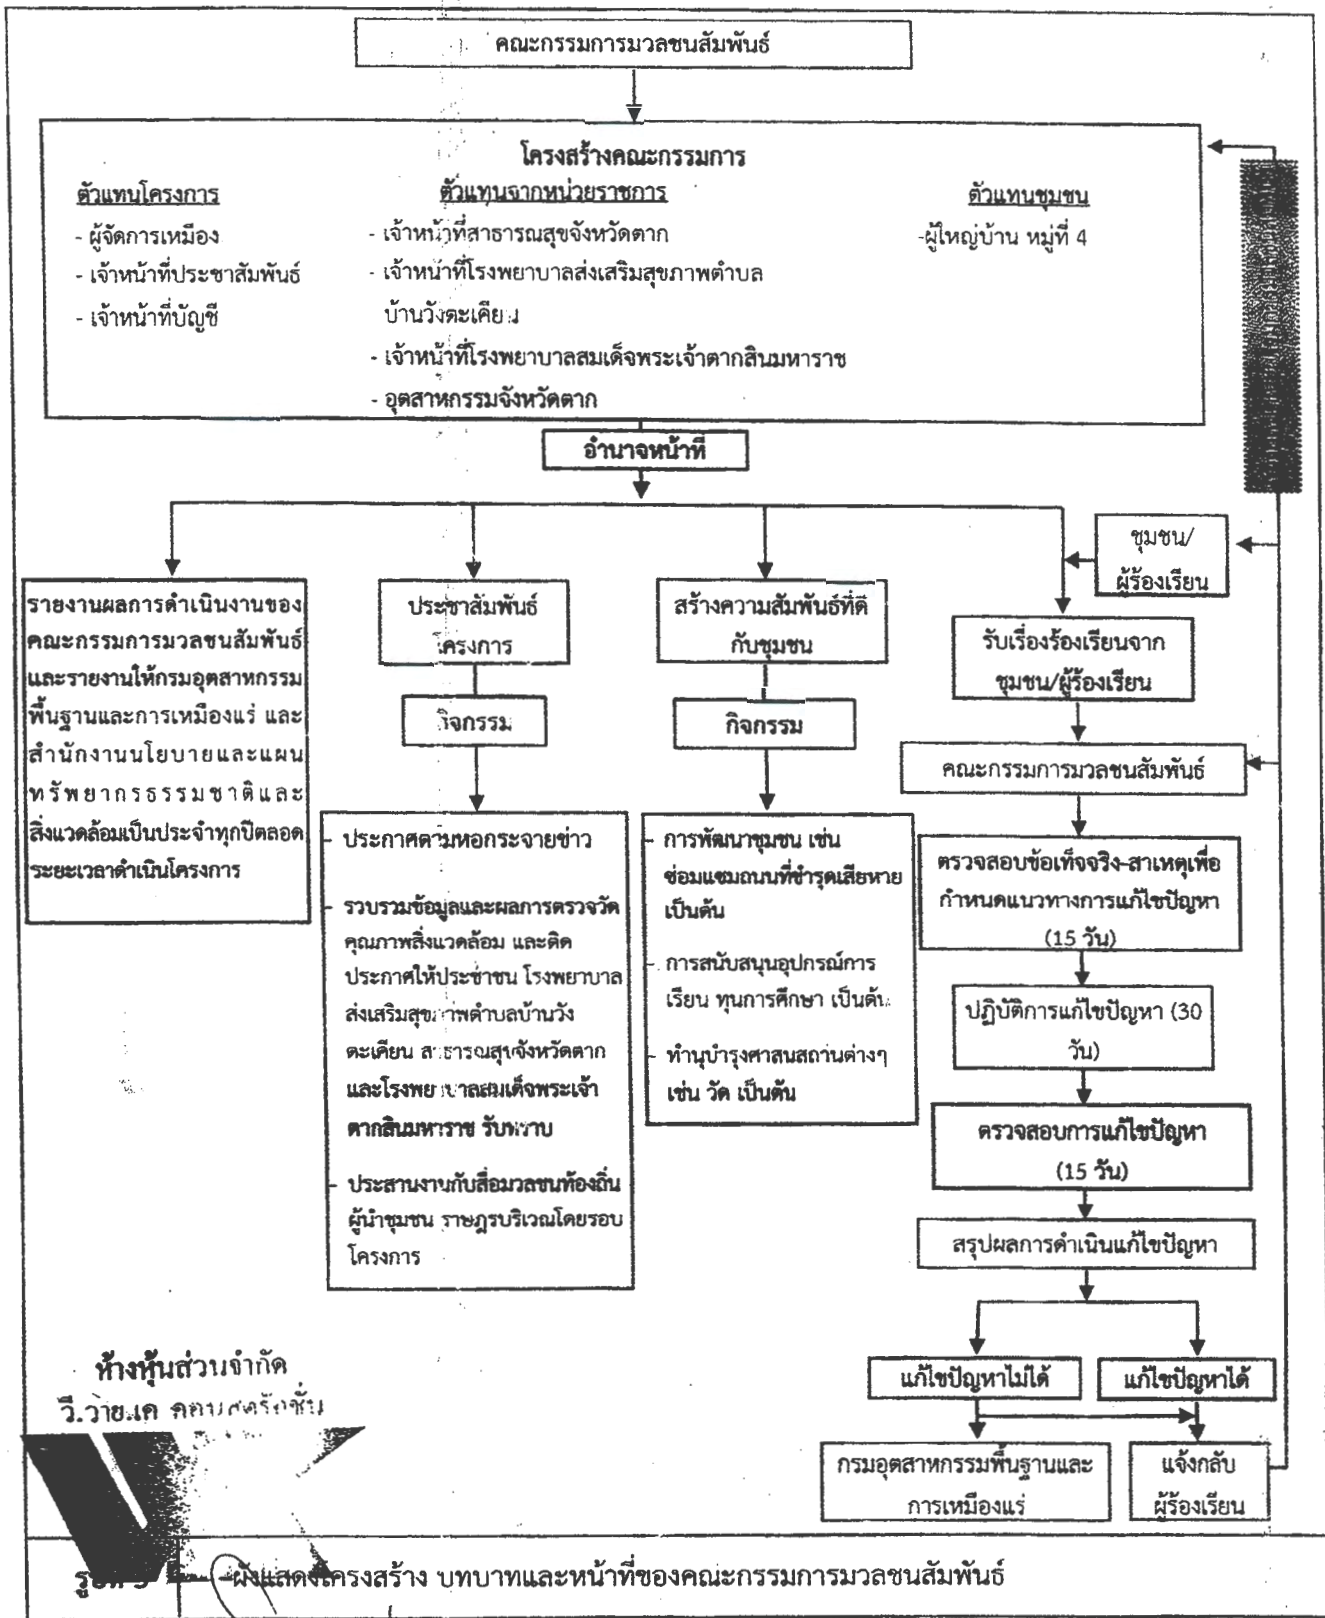 คณะกรรมการมวลชนสัมพันธ์
โครงสร้างคณะกรรมการ
ตัวแทนโครงการ
- ผู้จัดการเหมือง
- เจ้าหน้าที่ประชาสัมพันธ์
- เจ้าหน้าที่บัญชี
ตัวแทนจากหน่วยราชการ
- เจ้าหน้าที่สาธารณสุขจังหวัดตาก
- เจ้าหน้าที่โรงพยาบาลส่งเสริมสุขภาพตำบล
บ้านวังตะเคียน
- เจ้าหน้าที่โรงพยาบาลสมเด็จพระเจ้าตากสินมหาราช
- อุตสาหกรรมจังหวัดตาก
ตัวแทนชุมชน
-ผู้ใหญ่บ้าน หมู่ที่ 4
อำนาจหน้าที่
รายงานผลการดำเนินงานของ
คณะกรรมการมวลชนสัมพันธ์
และรายงานให้กรมอุตสาหกรรม
พื้นฐานและการเหมืองแร่ และ
สำนักงานนโยบายและแผน
ทรัพยากรธรรมชาติและ
สิ่งแวดล้อมเป็นประจำทุกปีตลอด
ระยะเวลาดำเนินโครงการ
ประชาสัมพันธ์
โครงการ
กิจกรรม
- ประกาศตามหอกระจายข่าว
- รวบรวมข้อมูลและผลการตรวจวัด
คุณภาพสิ่งแวดล้อม และติด
ประกาศให้ประชาชน โรงพยาบาล
ส่งเสริมสุขภาพตำบลบ้านวัง
ตะเคียน สาธารณสุขจังหวัดตาก
และโรงพยาบาลสมเด็จพระเจ้า
ตากสินมหาราช รับทราบ
- ประสานงานกับสื่อมวลชนท้องถิ่น
ผู้นำชุมชน ราษฎรบริเวณโดยรอบ
โครงการ
สร้างความสัมพันธ์ที่ดี
กับชุมชน
กิจกรรม
- การพัฒนาชุมชน เช่น
ซ่อมแซมถนนที่ชำรุดเสียหาย
เป็นต้น
- การสนับสนุนอุปกรณ์การ
เรียน ทุนการศึกษา เป็นต้น
- ทำนุบำรุงศาสนสถานต่างๆ
เช่น วัด เป็นต้น
ชุมชน/
ผู้ร้องเรียน
รับเรื่องร้องเรียนจาก
ชุมชน/ผู้ร้องเรียน
คณะกรรมการมวลชนสัมพันธ์
ตรวจสอบข้อเท็จจริง-สาเหตุเพื่อ
กำหนดแนวทางการแก้ไขปัญหา
(15 วัน)
ปฏิบัติการแก้ไขปัญหา (30
วัน)
ตรวจสอบการแก้ไขปัญหา
(15 วัน)
สรุปผลการดำเนินแก้ไขปัญหา
แก้ไขปัญหาไม่ได้
แก้ไขปัญหาได้
กรมอุตสาหกรรมพื้นฐานและ
การเหมืองแร่
แจ้งกลับ
ผู้ร้องเรียน
ห้างหุ้นส่วนจำกัด
วี.วาย.เค
ผังแสดงโครงสร้าง บทบาทและหน้าที่ของคณะกรรมการมวลชนสัมพันธ์